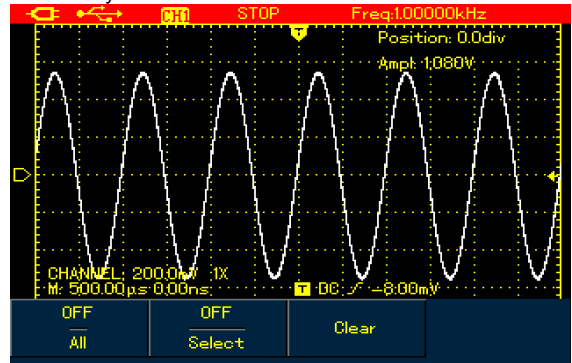 CH1 STOP Freq:1.00000kHz
T
Position: 0.0div
Ampl: 1.080V
CHANNEL: 200.0mV 1X
M: 500.00µs 0.00ns T DC -8.00mV
OFF OFF Clear
All Select